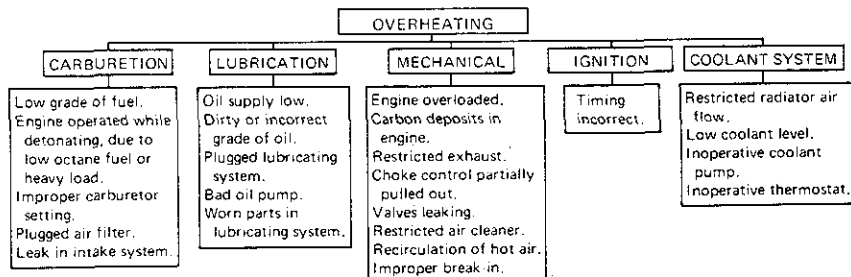 OVERHEATING
CARBURETION
Low grade of fuel.
Engine operated while
detonating, due to
low octane fuel or
heavy load.
Improper carburetor
setting.
Plugged air filter.
Leak in intake system.
LUBRICATION
Oil supply low.
Dirty or incorrect
grade of oil.
Plugged lubricating
system.
Bad oil pump.
Worn parts in
lubricating system.
MECHANICAL
Engine overloaded.
Carbon deposits in
engine.
Restricted exhaust.
Choke control partially
pulled out.
Valves leaking.
Restricted air cleaner.
Recirculation of hot air.
Improper break-in.
IGNITION
Timing
incorrect.
COOLANT SYSTEM
Restricted radiator air
flow.
Low coolant level.
Inoperative coolant
pump.
Inoperative thermostat.